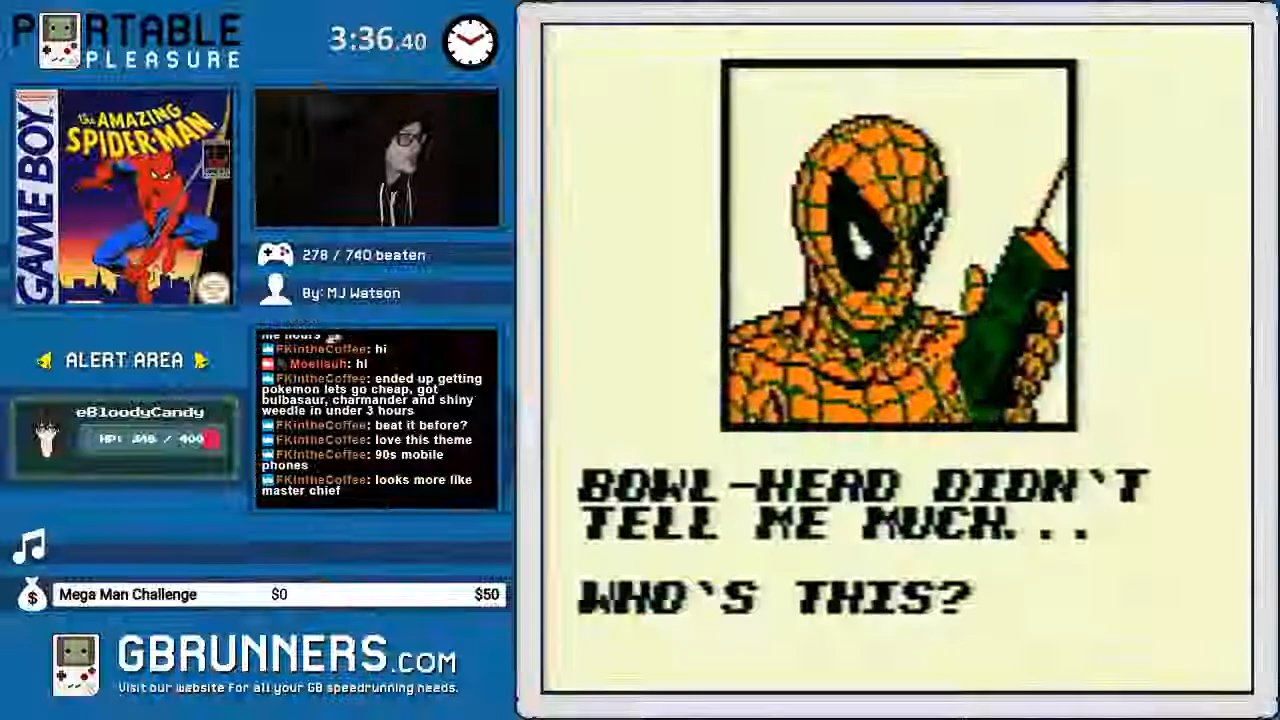 PORTABLE
PLEASURE
3:36.40
GAME BOY
the AMAZING
SPIDER-MAN
278 / 740 beaten
By: MJ Watson
ALERT AREA
eBloodyCandy
me hours
FKintheCoffee: hi
Moellauh: hi
FKintheCoffee: ended up getting
pokemon lets go cheap, got
bulbasaur, charmander and shiny
weedle in under 3 hours
FKintheCoffee: beat it before?
FKintheCoffee: love this theme
FKintheCoffee: 90s mobile
phones
FKintheCoffee: looks more like
master chief
Mega Man Challenge $0 $50
GBRUNNERS.COM
Visit our website for all your GB speedrunning needs.
BOWL-HEAD DIDN`T
TELL ME MUCH...
WHO`S THIS?